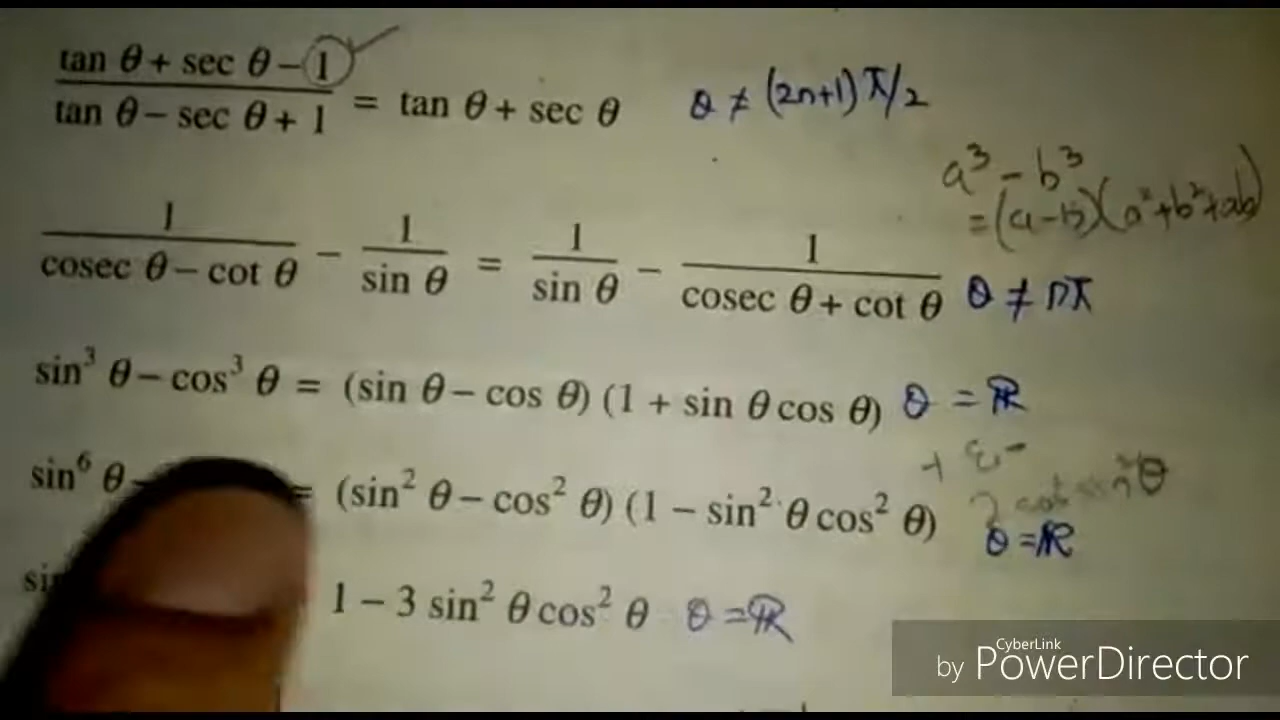 tan θ + sec θ − 1
tan θ − sec θ + 1 = tan θ + sec θ θ ≠ (2n+1) π/2
a³ − b³
= (a−b)(a²+b²+ab)
1 / (cosec θ − cot θ) − 1 / sin θ = 1 / sin θ − 1 / (cosec θ + cot θ) θ ≠ nπ
sin³ θ − cos³ θ = (sin θ − cos θ) (1 + sin θ cos θ) θ = ℝ
sin⁶ θ − = (sin² θ − cos² θ) (1 − sin² θ cos² θ)
θ = ℝ
1 − 3 sin² θ cos² θ θ = ℝ
CyberLink
by PowerDirector